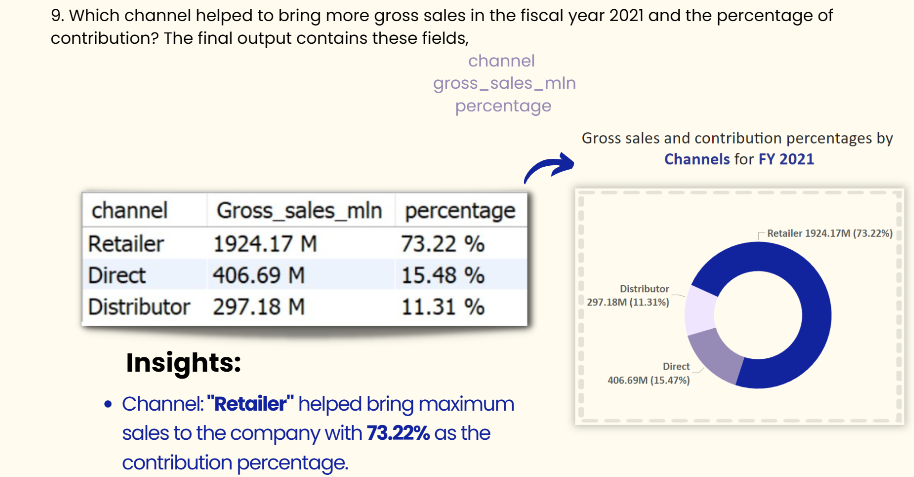 9. Which channel helped to bring more gross sales in the fiscal year 2021 and the percentage of
contribution? The final output contains these fields,
channel
gross_sales_mln
percentage
Gross sales and contribution percentages by
Channels for FY 2021
channel Gross_sales_mln percentage
Retailer 1924.17 M 73.22 %
Direct 406.69 M 15.48 %
Distributor 297.18 M 11.31 %
Retailer 1924.17M (73.22%)
Distributor
297.18M (11.31%)
Direct
406.69M (15.47%)
Insights:
• Channel: "Retailer" helped bring maximum
sales to the company with 73.22% as the
contribution percentage.